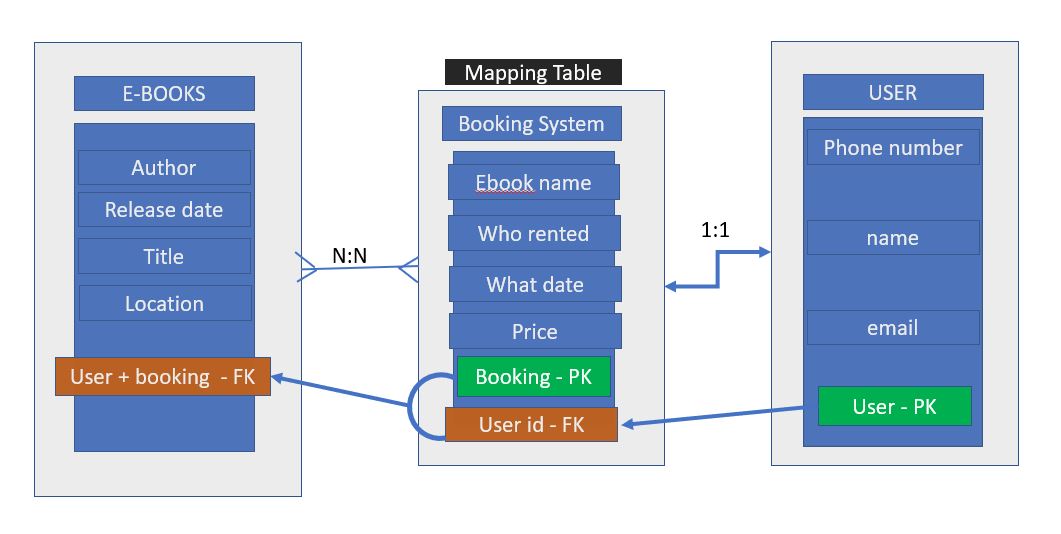 E-BOOKS
Author
Release date
Title
Location
User + booking - FK
N:N
Mapping Table
Booking System
Ebook name
Who rented
What date
Price
Booking - PK
User id - FK
1:1
USER
Phone number
name
email
User - PK